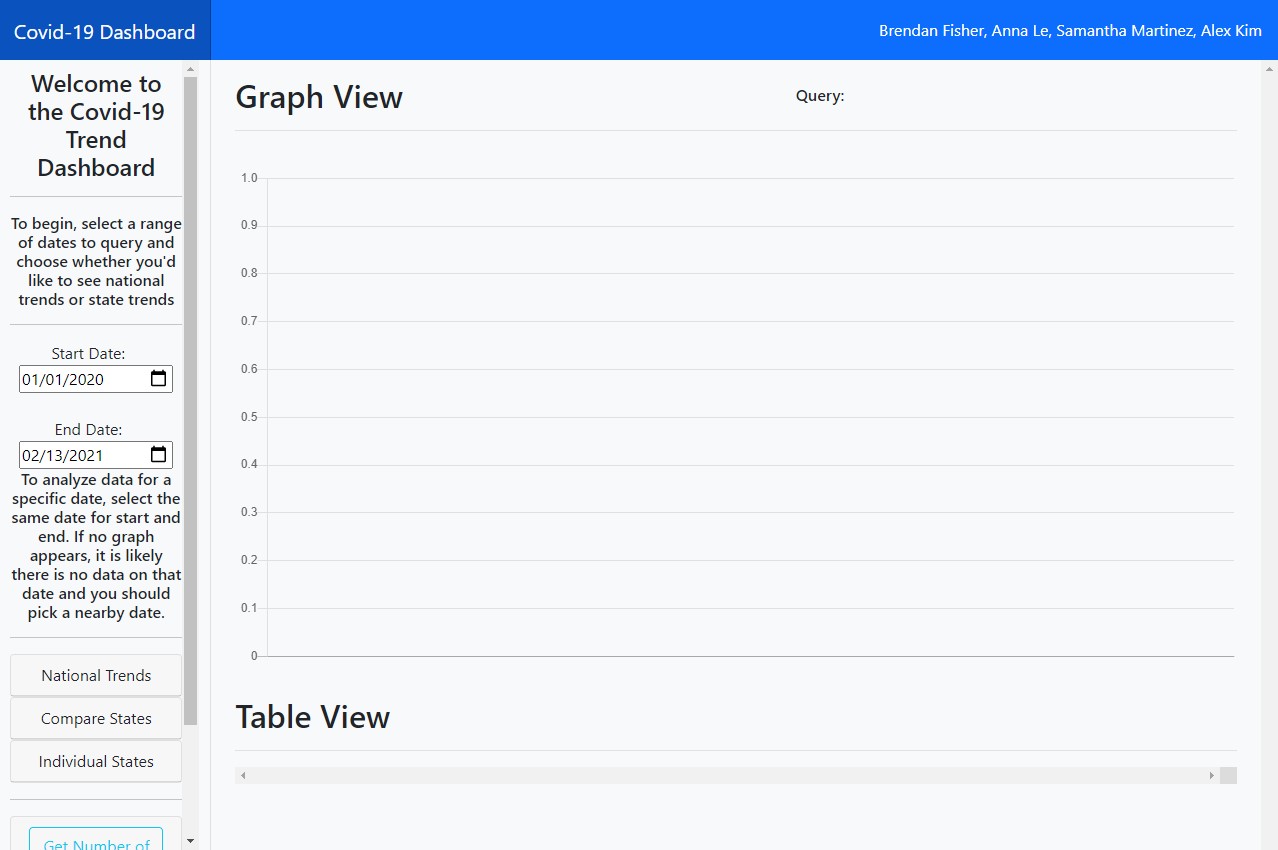 Covid-19 Dashboard
Brendan Fisher, Anna Le, Samantha Martinez, Alex Kim
Welcome to
the Covid-19
Trend
Dashboard
To begin, select a range
of dates to query and
choose whether you'd
like to see national
trends or state trends
Start Date:
01/01/2020
End Date:
02/13/2021
To analyze data for a
specific date, select the
same date for start and
end. If no graph
appears, it is likely
there is no data on that
date and you should
pick a nearby date.
National Trends
Compare States
Individual States
Get Number of
Graph View
Query:
1.0
0.9
0.8
0.7
0.6
0.5
0.4
0.3
0.2
0.1
0
Table View